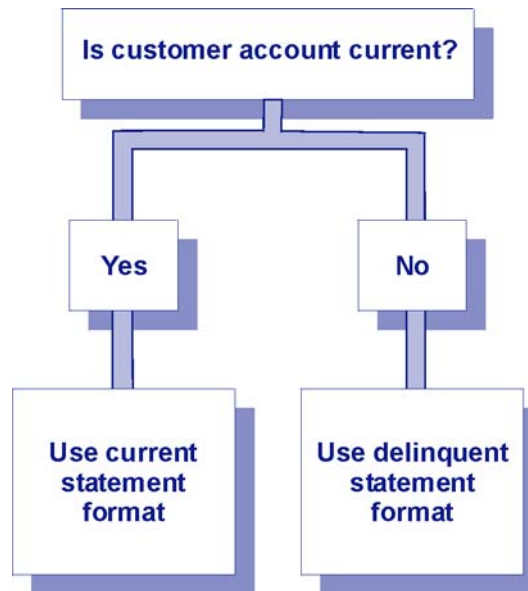 Is customer account current?
Yes
No
Use current
statement
format
Use delinquent
statement
format